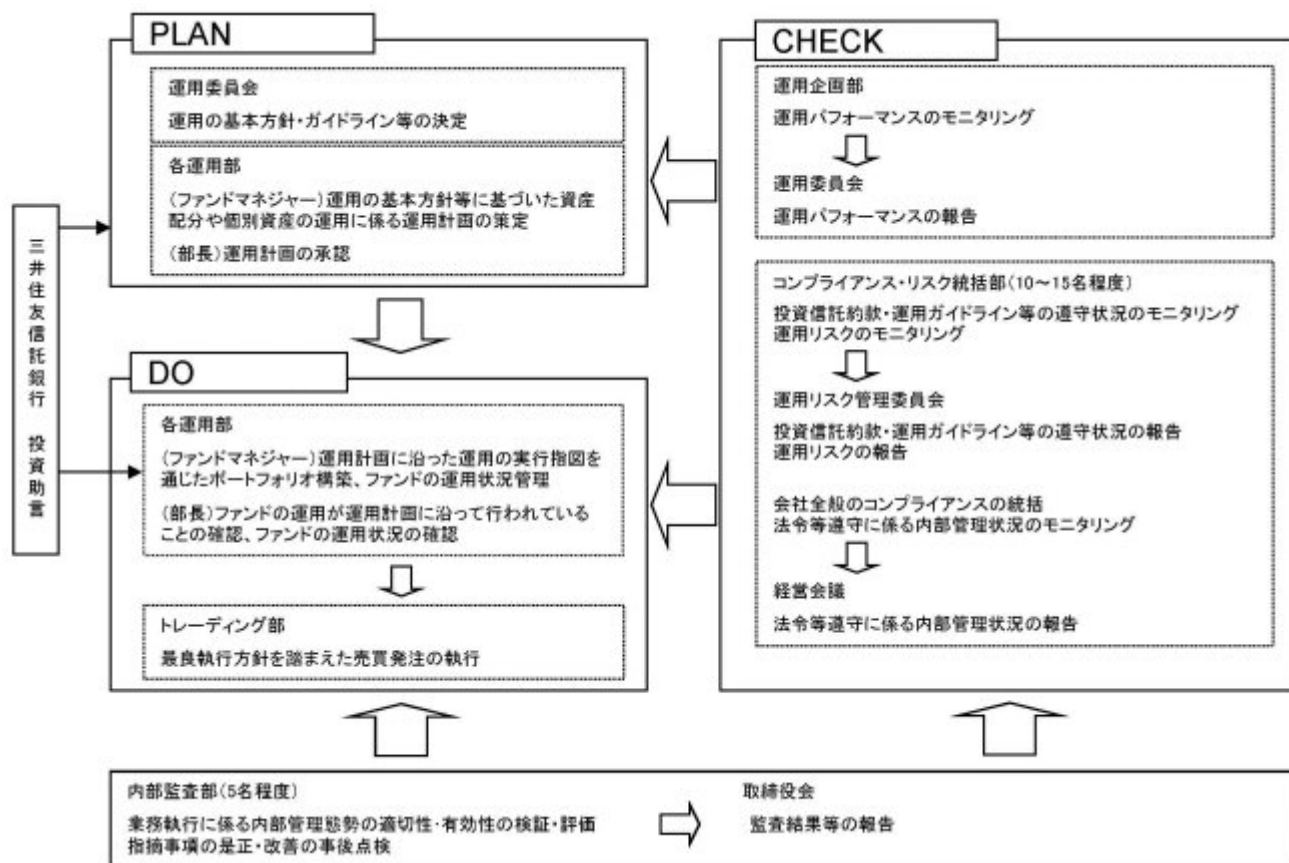 PLAN
運用委員会
運用の基本方針・ガイドライン等の決定
各運用部
(ファンドマネジャー)運用の基本方針等に基づいた資産
配分や個別資産の運用に係る運用計画の策定
(部長)運用計画の承認
三井住友信託銀行 投資助言
DO
各運用部
(ファンドマネジャー)運用計画に沿った運用の実行指図を
通じたポートフォリオ構築、ファンドの運用状況管理
(部長)ファンドの運用が運用計画に沿って行われている
ことの確認、ファンドの運用状況の確認
トレーディング部
最良執行方針を踏まえた売買発注の執行
CHECK
運用企画部
運用パフォーマンスのモニタリング
運用委員会
運用パフォーマンスの報告
コンプライアンス・リスク統括部(10~15名程度)
投資信託約款・運用ガイドライン等の遵守状況のモニタリング
運用リスクのモニタリング
運用リスク管理委員会
投資信託約款・運用ガイドライン等の遵守状況の報告
運用リスクの報告
会社全般のコンプライアンスの統括
法令等遵守に係る内部管理状況のモニタリング
経営会議
法令等遵守に係る内部管理状況の報告
内部監査部(5名程度)
業務執行に係る内部管理態勢の適切性・有効性の検証・評価
指摘事項の是正・改善の事後点検
取締役会
監査結果等の報告